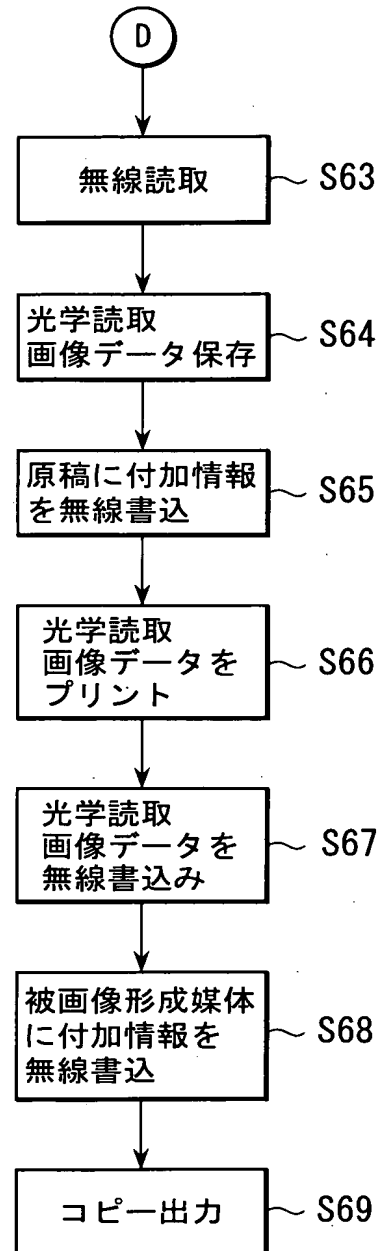 D
無線読取
S63
光学読取
画像データ保存
S64
原稿に付加情報
を無線書込
S65
光学読取
画像データを
プリント
S66
光学読取
画像データを
無線書込み
S67
被画像形成媒体
に付加情報を
無線書込
S68
コピー出力
S69